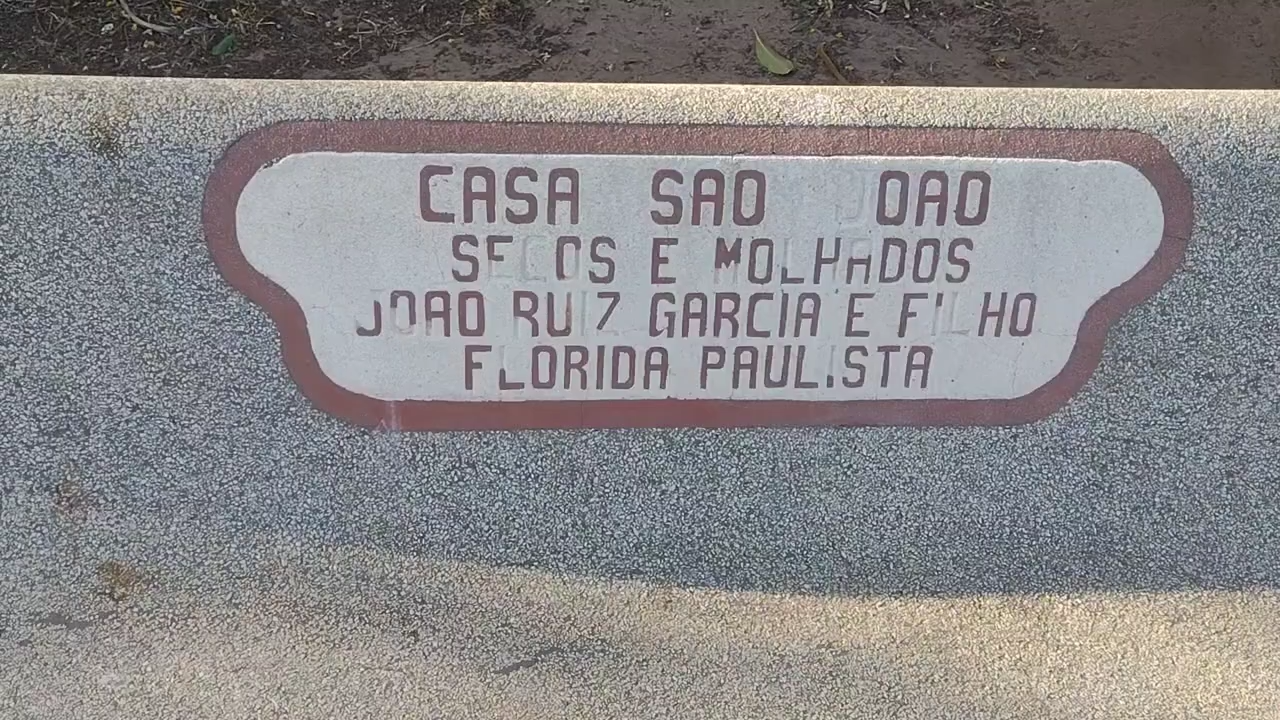 CASA SAO JOAO
SECOS E MOLHADOS
JOAO RUIZ GARCIA E FILHO
FLORIDA PAULISTA